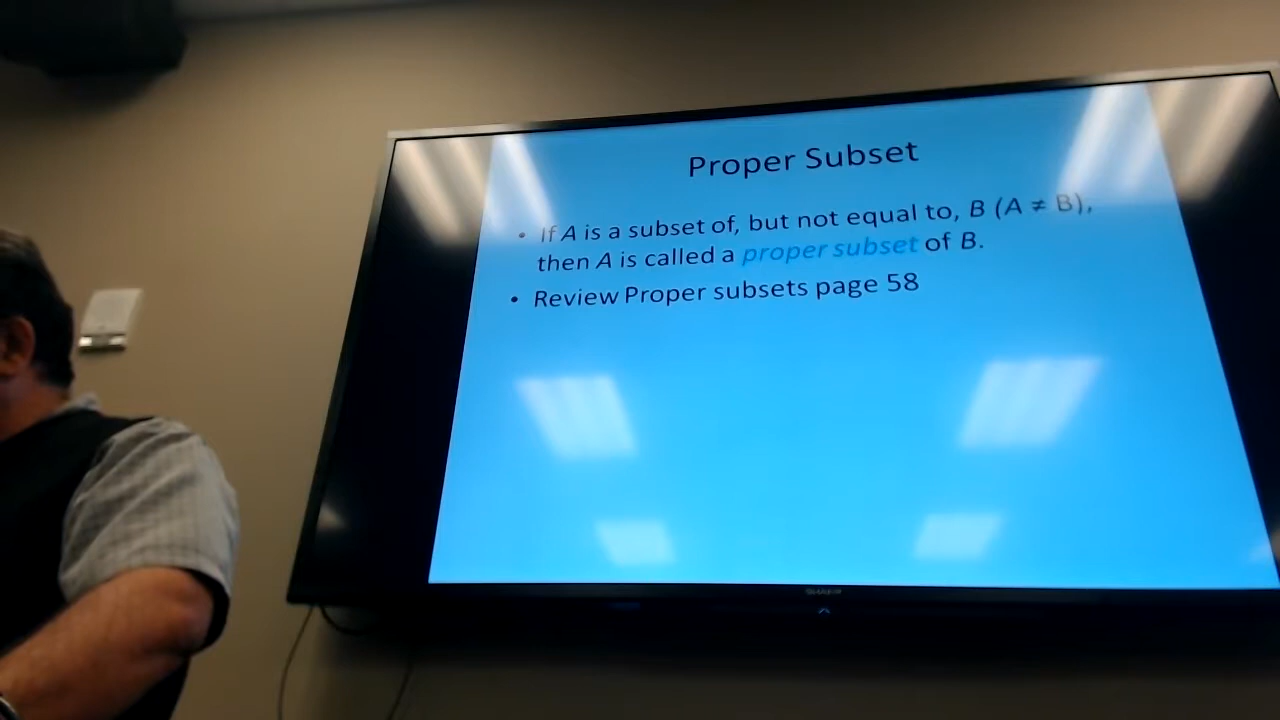 Proper Subset
• If A is a subset of, but not equal to, B (A ≠ B),
then A is called a proper subset of B.
• Review Proper subsets page 58